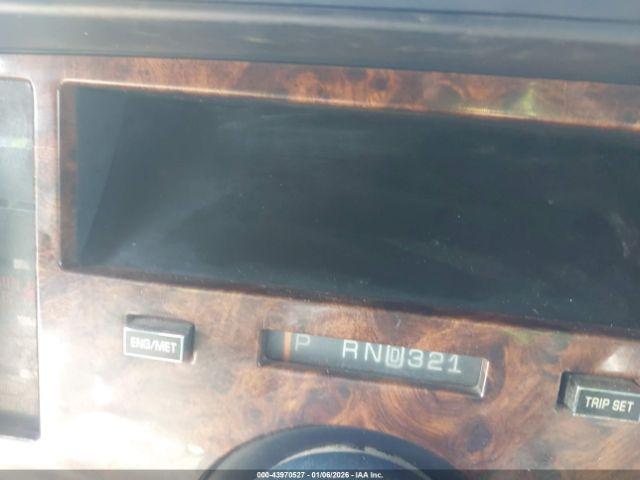 ENG/MET
P RND321
TRIP SET
000-43970527 - 01/06/2026 - IAA Inc.